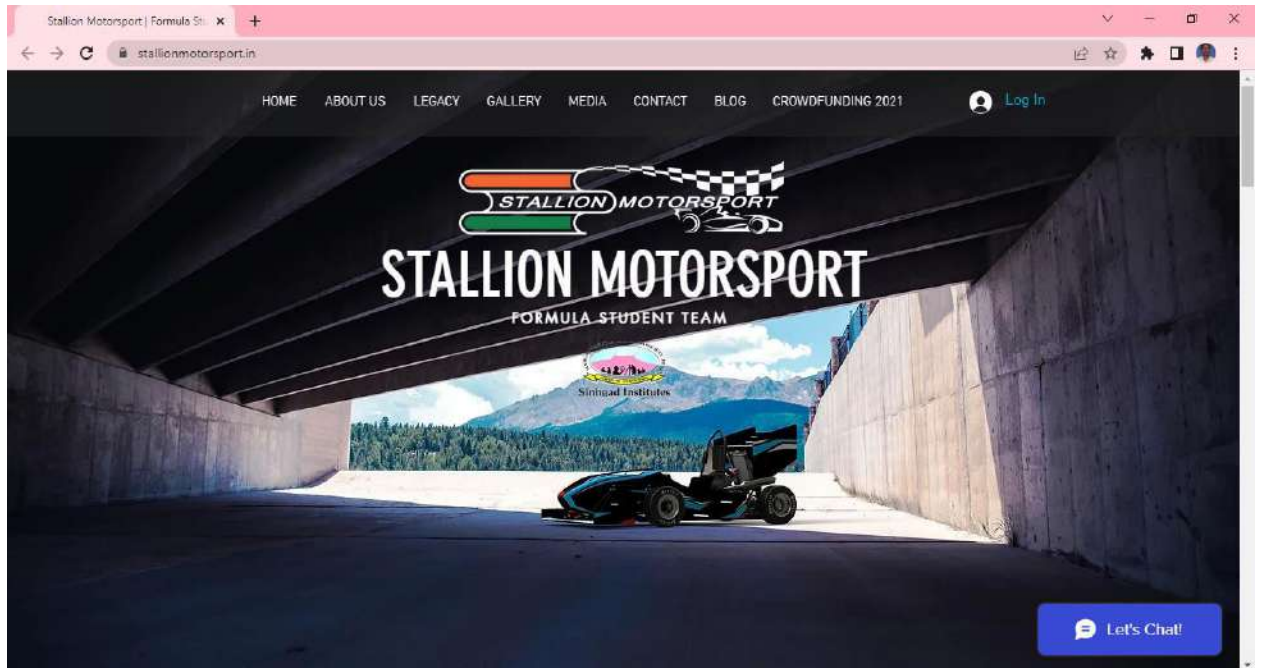 Stallion Motorsport | Formula St
stallionmotorsport.in
HOME ABOUT US LEGACY GALLERY MEDIA CONTACT BLOG CROWDFUNDING 2021 Log In
STALLION MOTORSPORT
STALLION MOTORSPORT
FORMULA STUDENT TEAM
Sinhgad Institutes
Let's Chat!